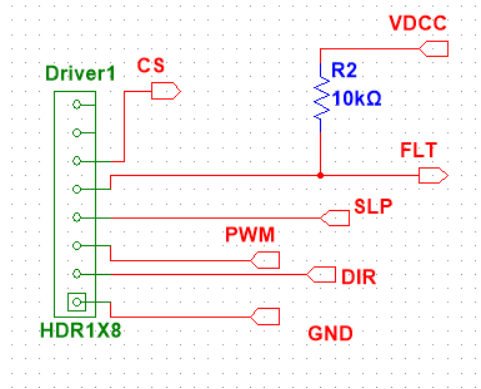 VDCC
Driver1
CS
R2
10kΩ
FLT
SLP
PWM
DIR
HDR1X8
GND